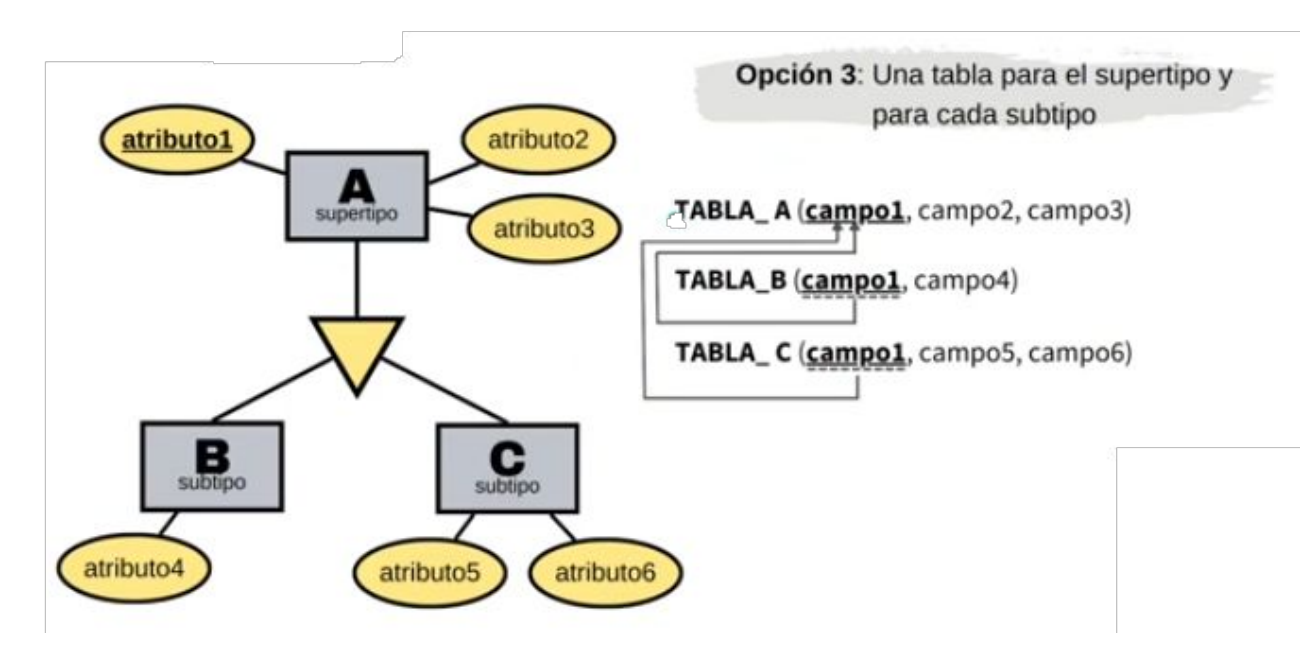 Opción 3: Una tabla para el supertipo y
para cada subtipo
atributo1
atributo2
A
supertipo
atributo3
TABLA_ A (campo1, campo2, campo3)
TABLA_B (campo1, campo4)
TABLA_ C (campo1, campo5, campo6)
B
subtipo
C
subtipo
atributo4
atributo5
atributo6